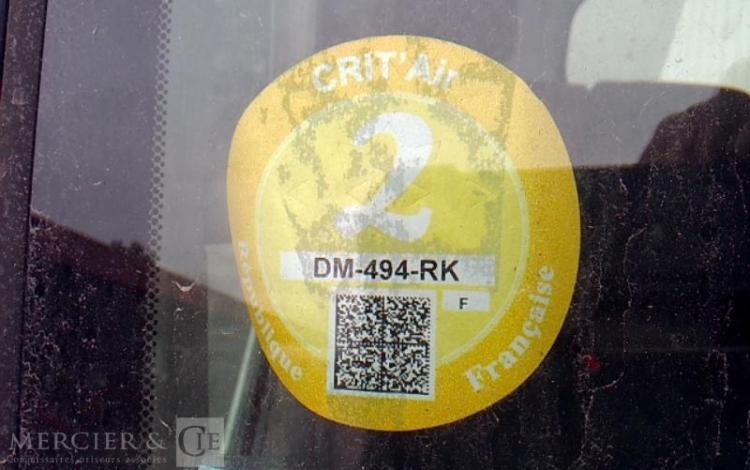 CRIT'Air
2
DM-494-RK
F
République
Française
MERCIER & CIE
Commissaires priseurs associés